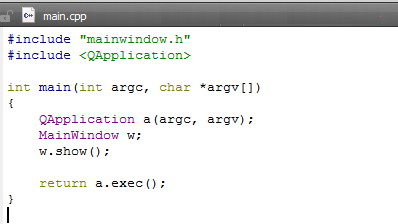 C++ main.cpp
#include "mainwindow.h"
#include <QApplication>

int main(int argc, char *argv[])
{
    QApplication a(argc, argv);
    MainWindow w;
    w.show();

    return a.exec();
}